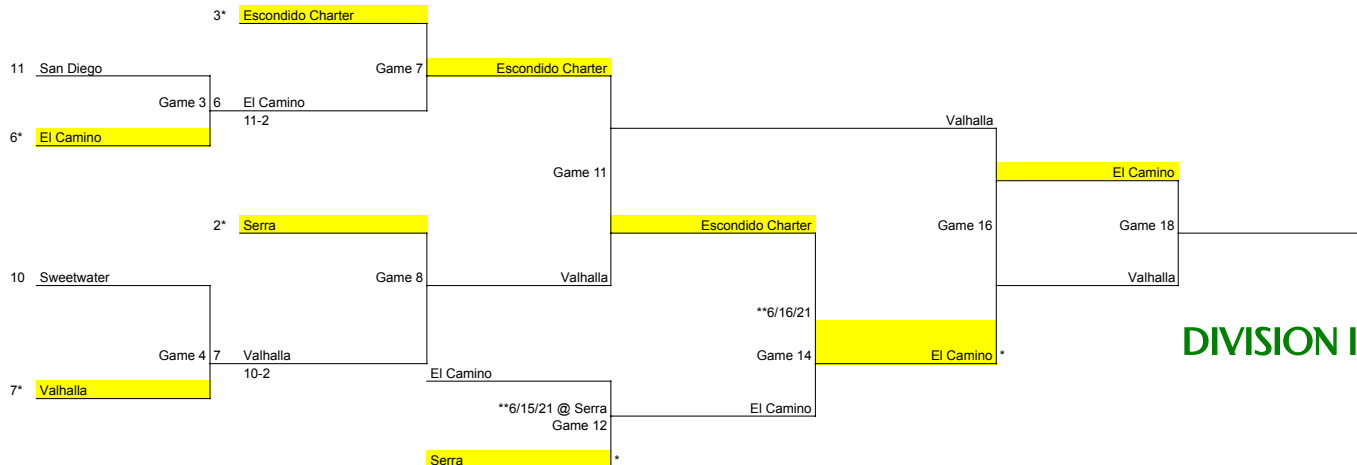 3* Escondido Charter
11 San Diego Game 7 Escondido Charter
Game 3 6 El Camino
11-2 Valhalla
6* El Camino
Game 11 El Camino
2* Serra Escondido Charter Game 16 Game 18
10 Sweetwater Game 8 Valhalla Valhalla
**6/16/21
DIVISION I
Game 4 7 Valhalla Game 14 El Camino *
10-2 El Camino
7* Valhalla
**6/15/21 @ Serra El Camino
Game 12
Serra *